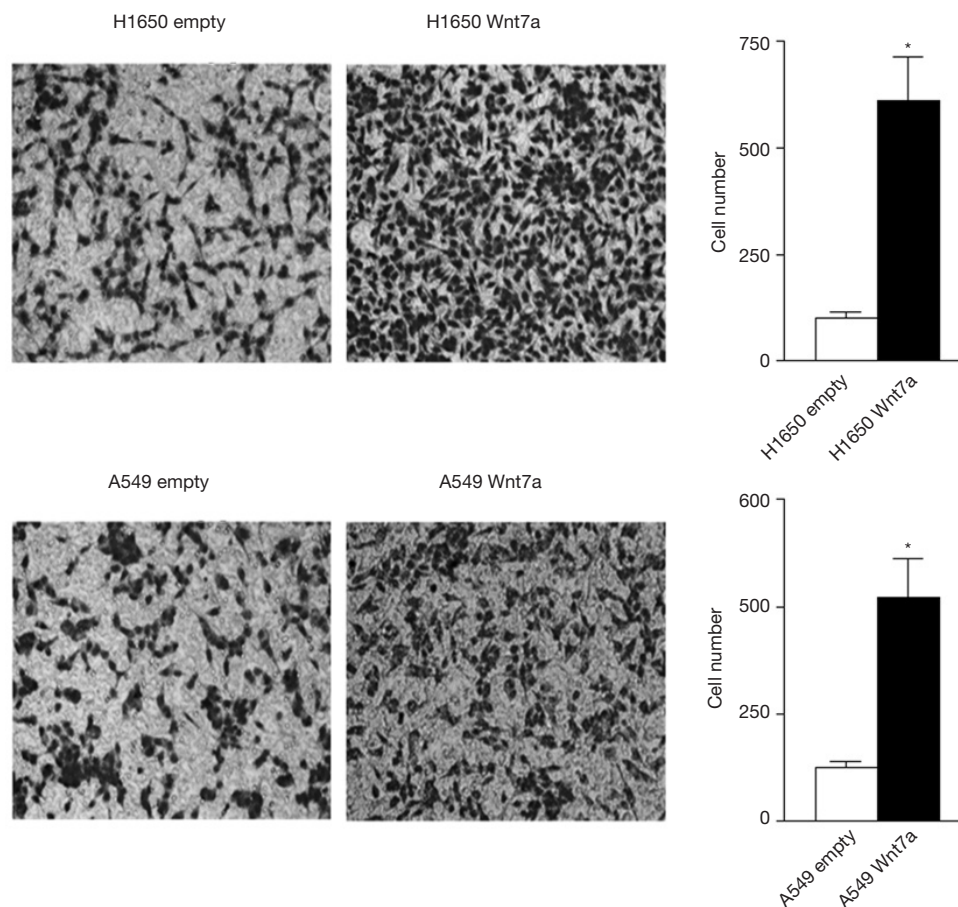 H1650 empty
H1650 Wnt7a
750
500
250
0
Cell number
*
H1650 empty
H1650 Wnt7a
A549 empty
A549 Wnt7a
600
500
250
0
Cell number
*
A549 empty
A549 Wnt7a